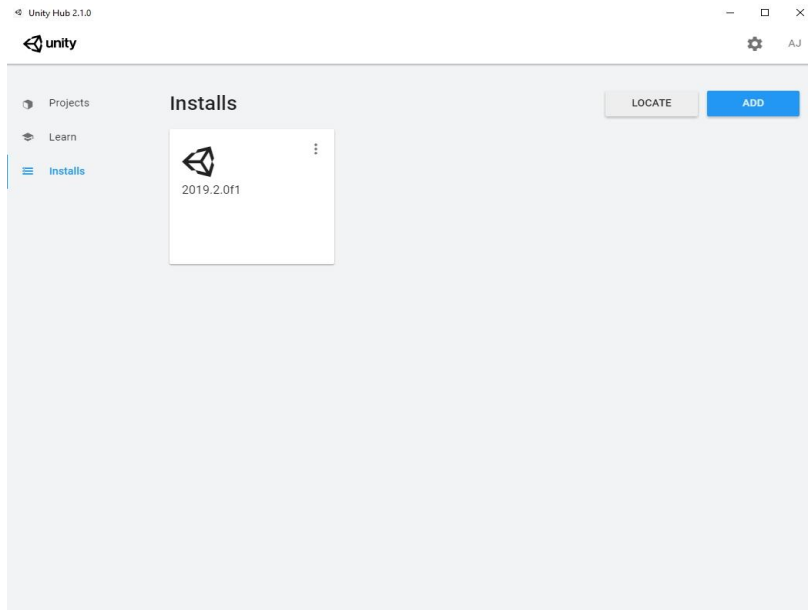 Unity Hub 2.1.0
unity
AJ
Projects
Learn
Installs
Installs
LOCATE
ADD
2019.2.0f1